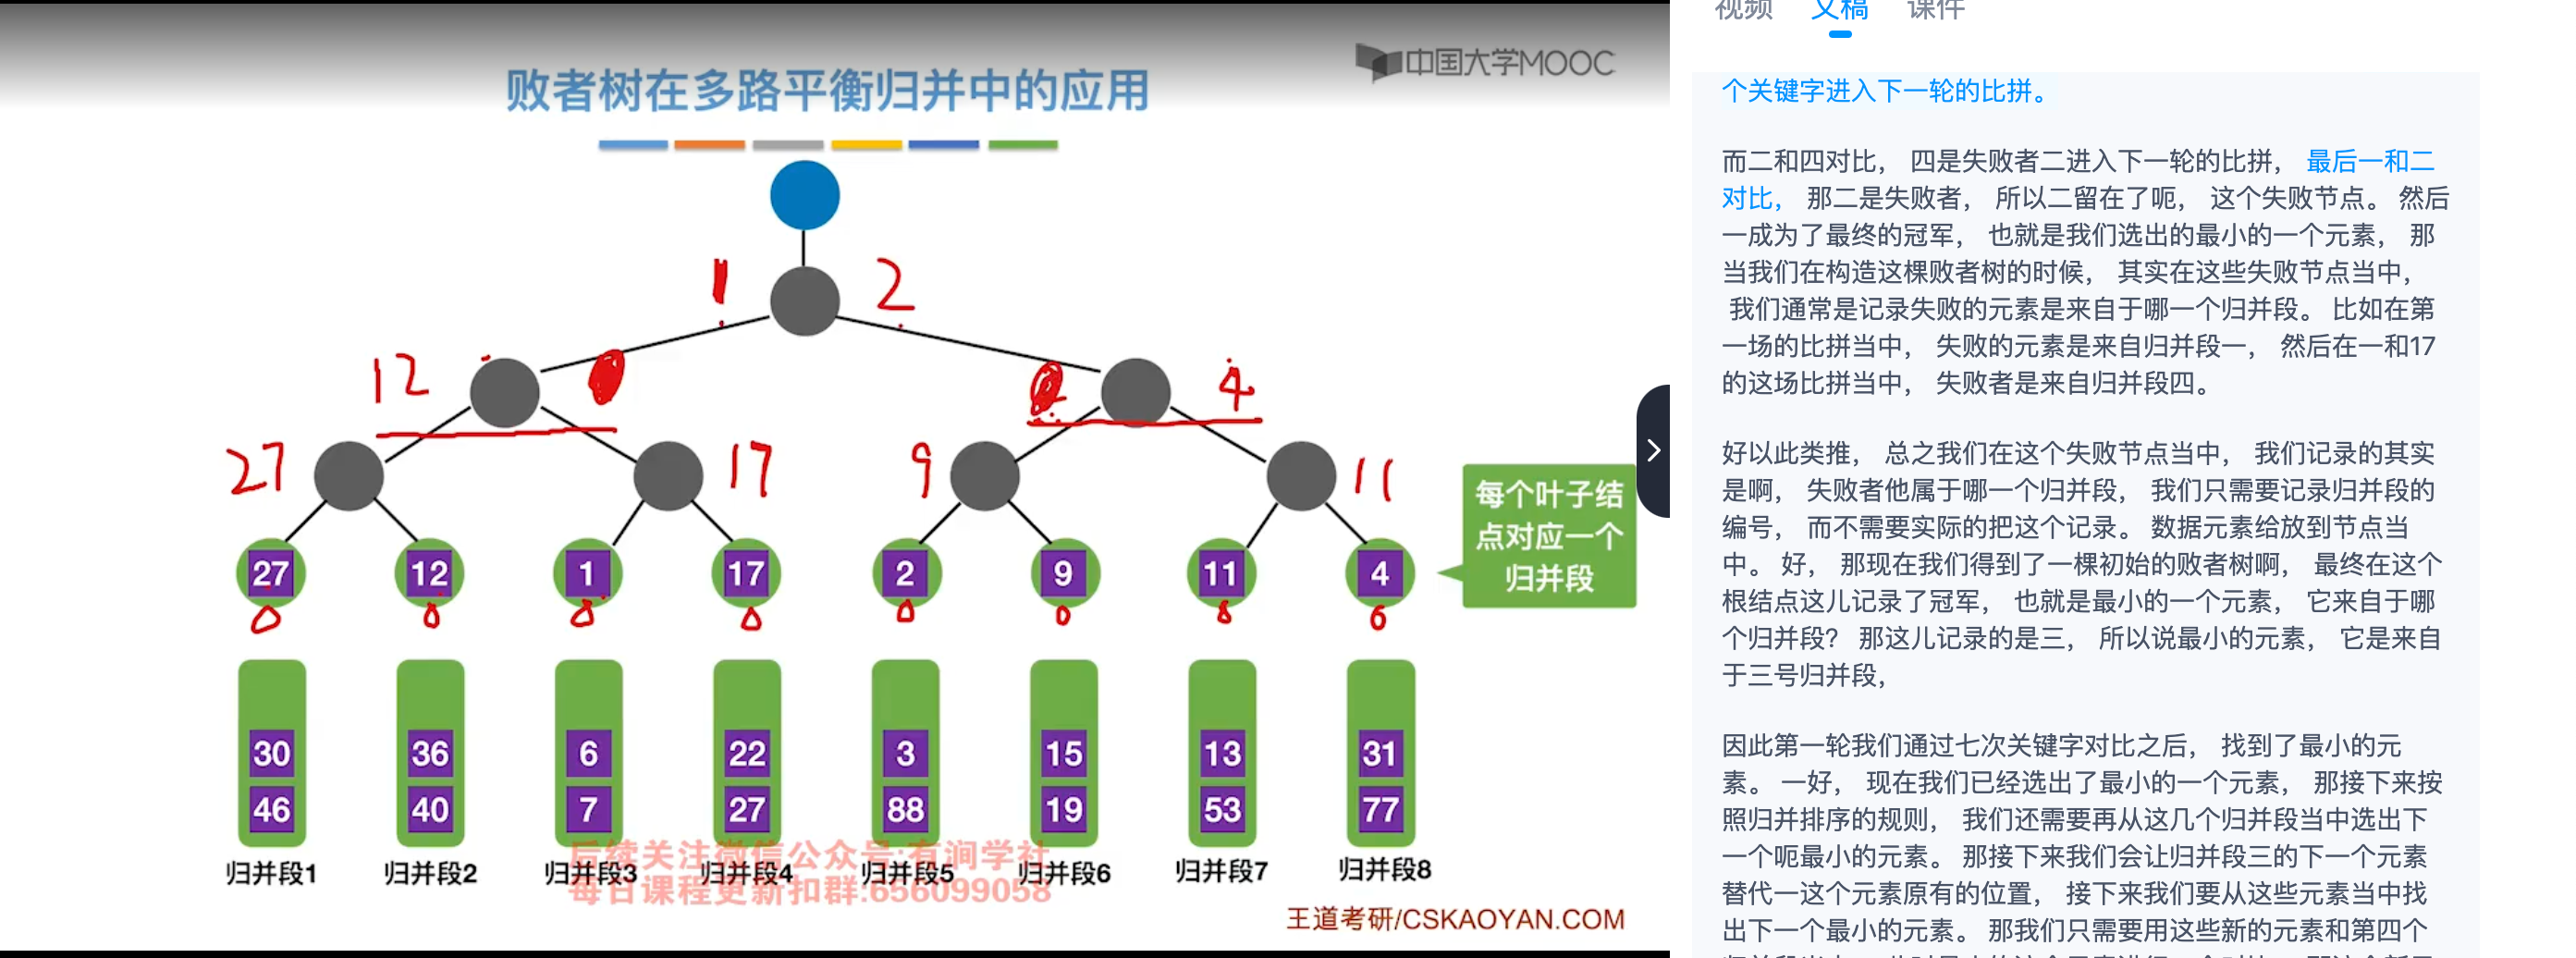 中国大学MOOC
败者树在多路平衡归并中的应用
1 2
12 4
27 17 9 11
27 12 1 17 2 9 11 4
每个叶子结
点对应一个
归并段
30 36 6 22 3 15 13 31
46 40 7 27 88 19 53 77
归并段1 归并段2 归并段3 归并段4 归并段5 归并段6 归并段7 归并段8
后续关注微信公众号:有涧学社
每日课程更新扣群:656099058
王道考研/CSKAOYAN.COM
视频 文稿 课件
个关键字进入下一轮的比拼。
而二和四对比， 四是失败者二进入下一轮的比拼， 最后一和二
对比， 那二是失败者， 所以二留在了呃， 这个失败节点。 然后
一成为了最终的冠军， 也就是我们选出的最小的一个元素， 那
当我们在构造这棵败者树的时候， 其实在这些失败节点当中，
我们通常是记录失败的元素是来自于哪一个归并段。 比如在第
一场的比拼当中， 失败的元素是来自归并段一， 然后在一和17
的这场比拼当中， 失败者是来自归并段四。
好以此类推， 总之我们在这个失败节点当中， 我们记录的其实
是啊， 失败者他属于哪一个归并段， 我们只需要记录归并段的
编号， 而不需要实际的把这个记录。 数据元素给放到节点当
中。 好， 那现在我们得到了一棵初始的败者树啊， 最终在这个
根结点这儿记录了冠军， 也就是最小的一个元素， 它来自于哪
个归并段? 那这儿记录的是三， 所以说最小的元素， 它是来自
于三号归并段，
因此第一轮我们通过七次关键字对比之后， 找到了最小的元
素。 一好， 现在我们已经选出了最小的一个元素， 那接下来按
照归并排序的规则， 我们还需要再从这几个归并段当中选出下
一个呃最小的元素。 那接下来我们会让归并段三的下一个元素
替代一这个元素原有的位置， 接下来我们要从这些元素当中找
出下一个最小的元素。 那我们只需要用这些新的元素和第四个